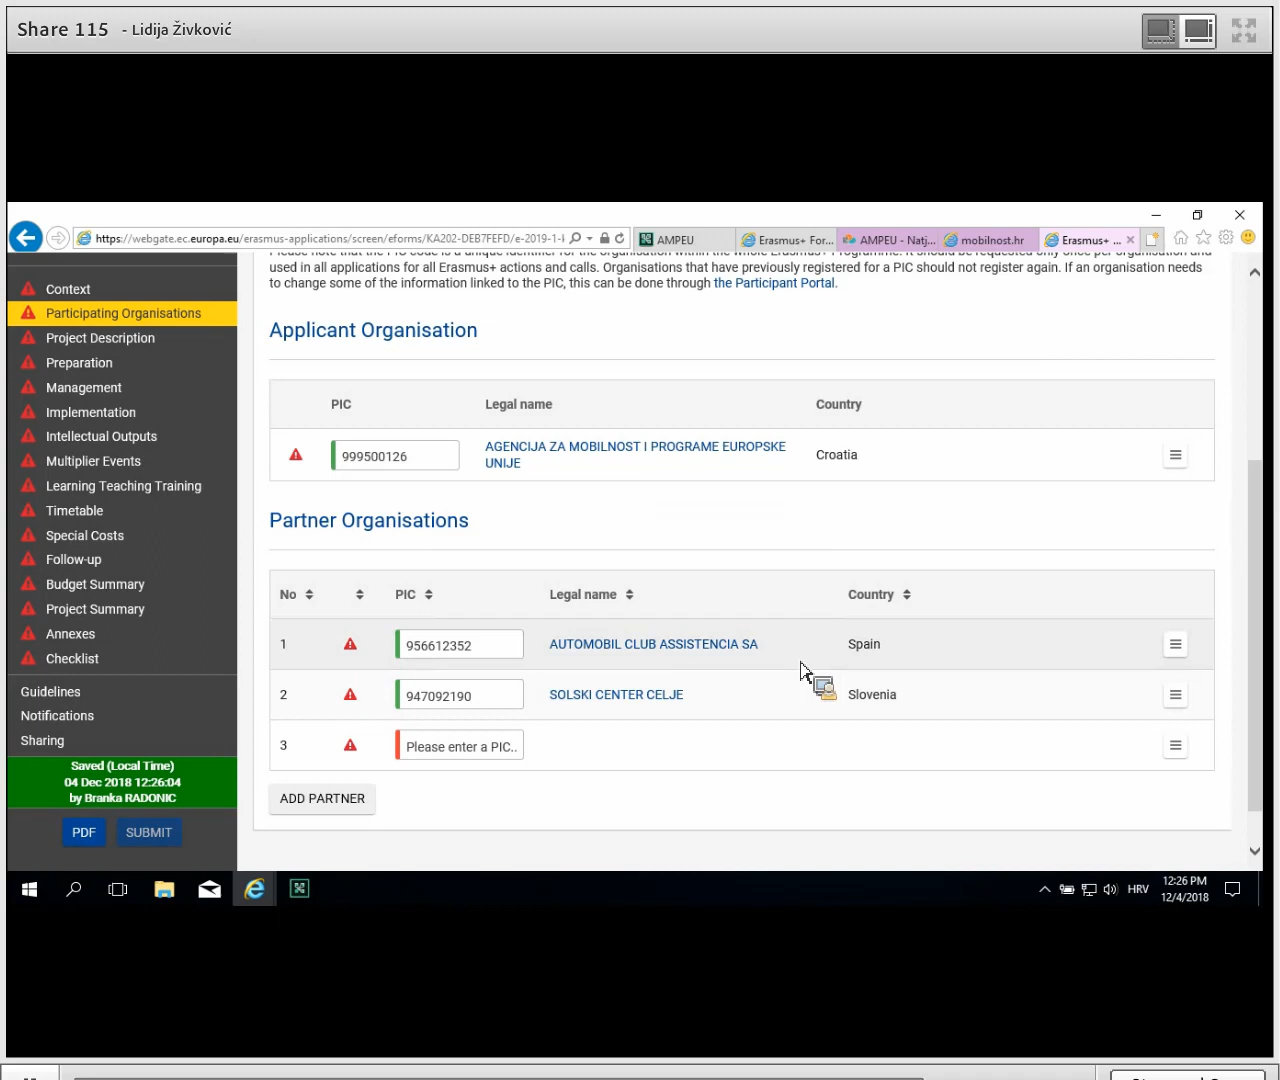 Share 115 - Lidija Živković
https://webgate.ec.europa.eu/erasmus-applications/screen/eforms/KA202-DEB7FEFD/e-2019-1-
AMPEU
Erasmus+ For...
AMPEU - Natj...
mobilnost.hr
Erasmus+ ...
used in all applications for all Erasmus+ actions and calls. Organisations that have previously registered for a PIC should not register again. If an organisation needs
to change some of the information linked to the PIC, this can be done through the Participant Portal.
Context
Participating Organisations
Project Description
Preparation
Management
Implementation
Intellectual Outputs
Multiplier Events
Learning Teaching Training
Timetable
Special Costs
Follow-up
Budget Summary
Project Summary
Annexes
Checklist
Guidelines
Notifications
Sharing
Saved (Local Time)
04 Dec 2018 12:26:04
by Branka RADONIC
PDF SUBMIT
Applicant Organisation
PIC Legal name Country
999500126 AGENCIJA ZA MOBILNOST I PROGRAME EUROPSKE
UNIJE Croatia
Partner Organisations
No PIC Legal name Country
1 956612352 AUTOMOBIL CLUB ASSISTENCIA SA Spain
2 947092190 SOLSKI CENTER CELJE Slovenia
3 Please enter a PIC..
ADD PARTNER
HRV
12:26 PM
12/4/2018